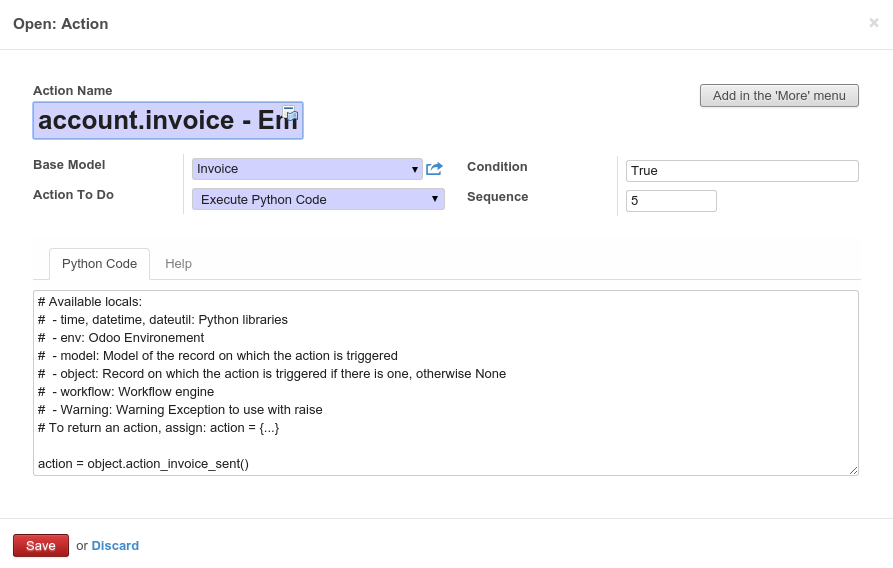 Open: Action
×
Action Name
account.invoice - Em
Add in the 'More' menu
Base Model
Invoice
Condition
True
Action To Do
Execute Python Code
Sequence
5
Python Code
Help
# Available locals:
#  - time, datetime, dateutil: Python libraries
#  - env: Odoo Environement
#  - model: Model of the record on which the action is triggered
#  - object: Record on which the action is triggered if there is one, otherwise None
#  - workflow: Workflow engine
#  - Warning: Warning Exception to use with raise
# To return an action, assign: action = {...}
action = object.action_invoice_sent()
Save or Discard